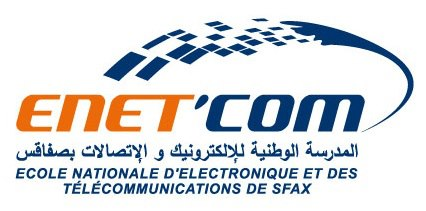 ENET'COM
المدرسة الوطنية للإلكترونيك و الإتصالات بصفاقس
ECOLE NATIONALE D'ELECTRONIQUE ET DES
TÉLÉCOMMUNICATIONS DE SFAX